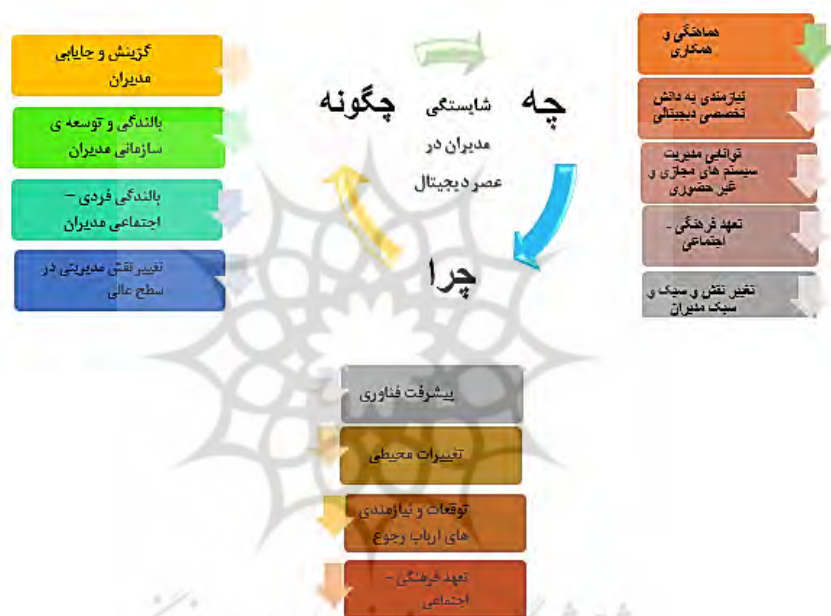 هماهنگی و
همکاری
نیازمندی به دانش
تخصصی دیجیتالی
توانایی مدیریت
سیستم های مجازی و
غیر حضوری
تعهد فرهنگی -
اجتماعی
تغییر نقش و سبک و
سبک مدیران
چه
شایستگی
مدیران در
عصر دیجیتال
چگونه
چرا
گزینش و جایابی
مدیران
بالندگی و توسعه ی
سازمانی مدیران
بالندگی فردی –
اجتماعی مدیران
تغییر نقش مدیریتی در
سطح عالی
پیشرفت فناوری
تغییرات محیطی
توقعات و نیازمندی
های ارباب رجوع
تعهد فرهنگی –
اجتماعی